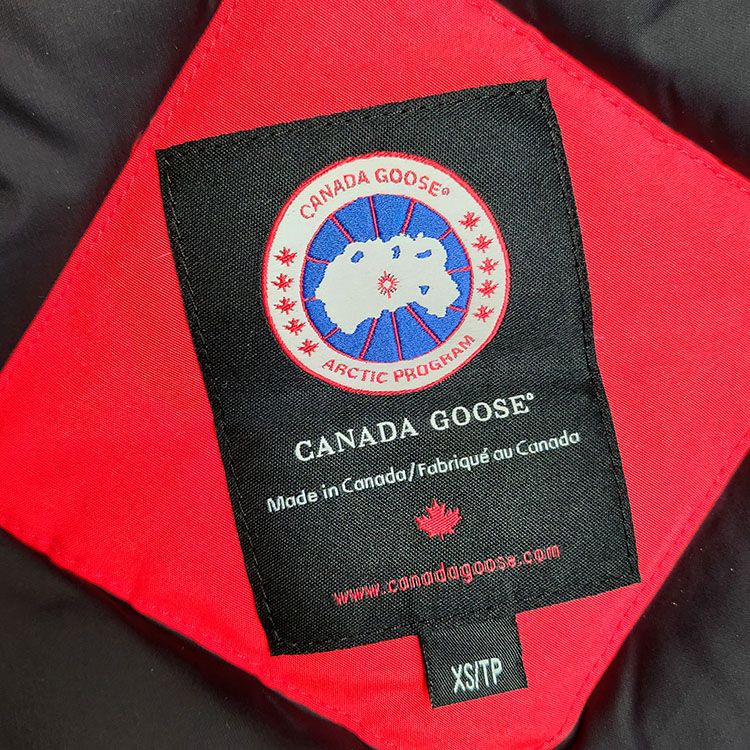 CANADA GOOSE®
ARCTIC PROGRAM
CANADA GOOSE®
Made in Canada/Fabriqué au Canada
www.canadagoose.com
XS/TP